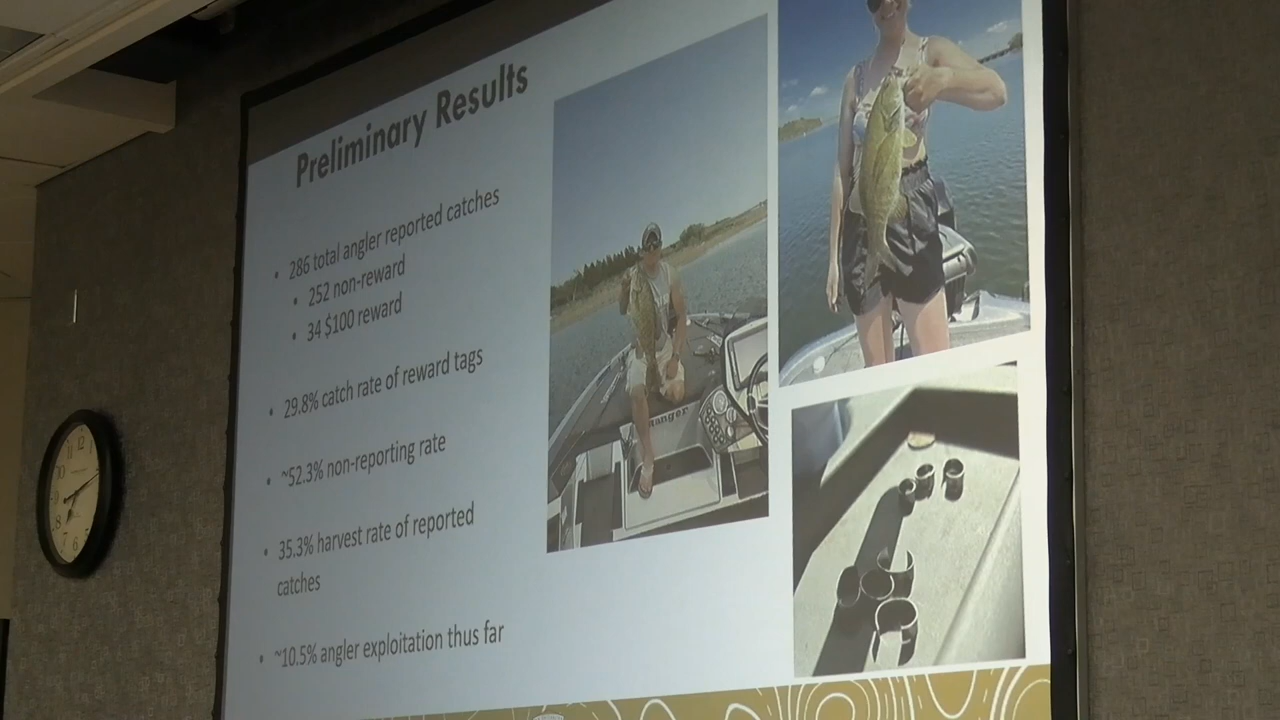 Preliminary Results
• 286 total angler reported catches
• 252 non-reward
• 34 $100 reward
• 29.8% catch rate of reward tags
• ~52.3% non-reporting rate
• 35.3% harvest rate of reported
catches
• ~10.5% angler exploitation thus far